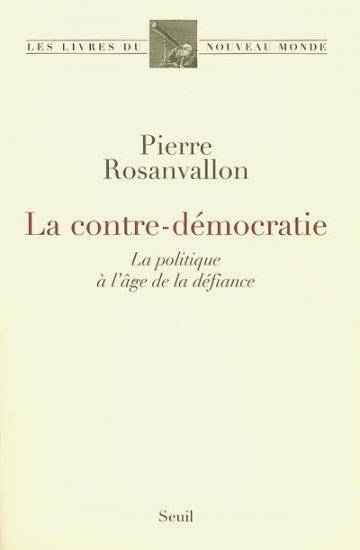 LES LIVRES DU NOUVEAU MONDE
Pierre
Rosanvallon
La contre-démocratie
La politique
à l'âge de la défiance
Seuil